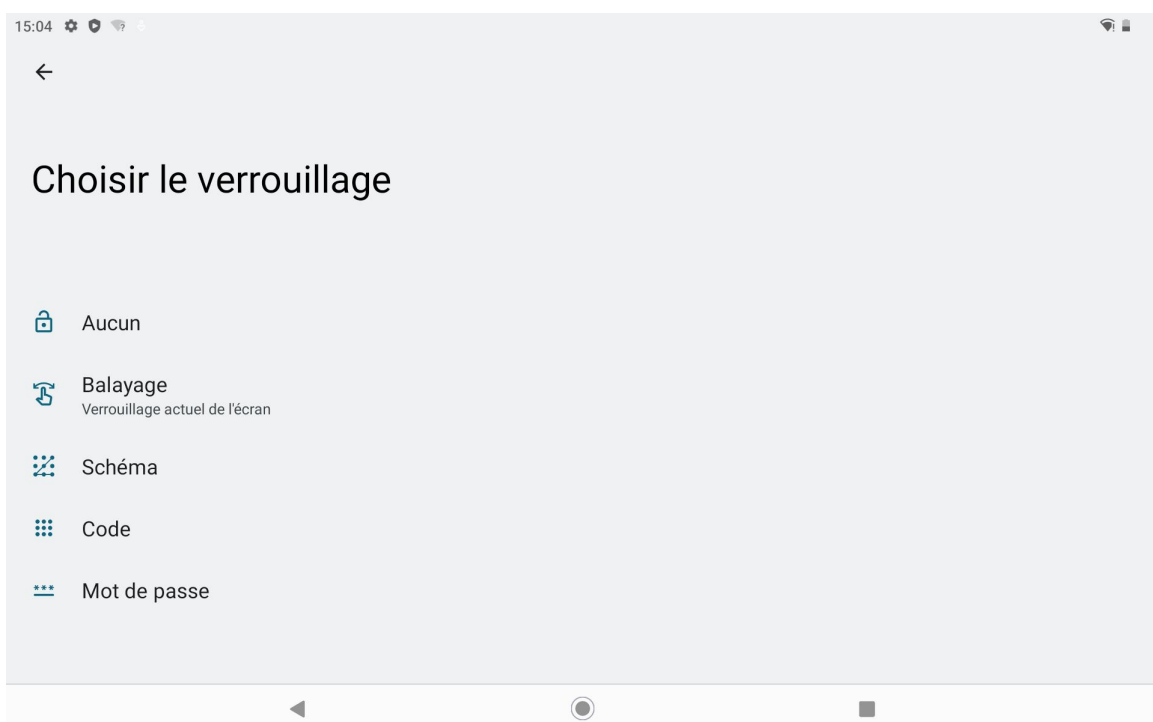 15:04
Choisir le verrouillage
Aucun
Balayage
Verrouillage actuel de l'écran
Schéma
Code
Mot de passe